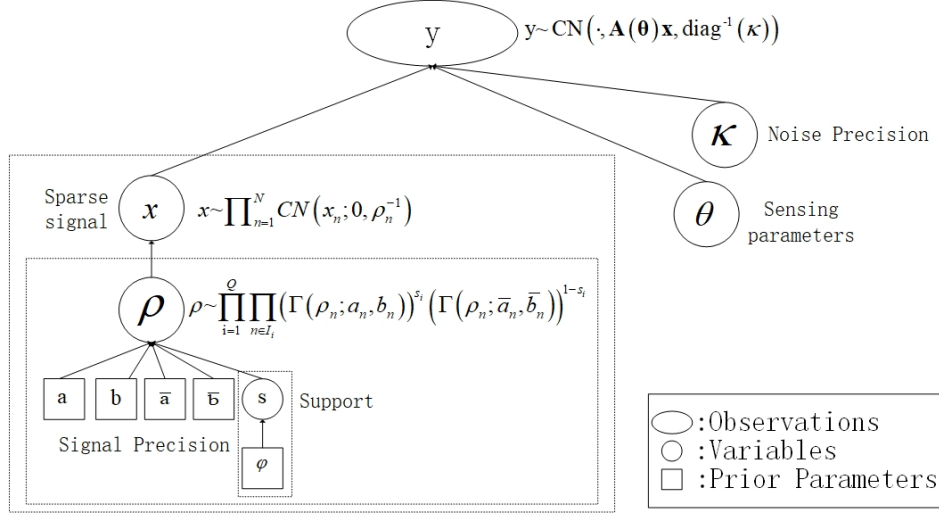 y
y~ CN(·, A(θ)x, diag⁻¹(κ))
κ
Noise Precision
Sparse
signal
x
x~∏ₙ₌₁ᴺ CN(xₙ; 0, ρₙ⁻¹)
θ
Sensing
parameters
ρ
ρ~∏ᵢ₌₁^Q ∏_{n∈Iᵢ} (Γ(ρₙ; aₙ, bₙ))^{sᵢ} (Γ(ρₙ; a̅ₙ, b̅ₙ))^{1−sᵢ}
a b a̅ b̅ s
Support
Signal Precision
φ
:Observations
:Variables
:Prior Parameters